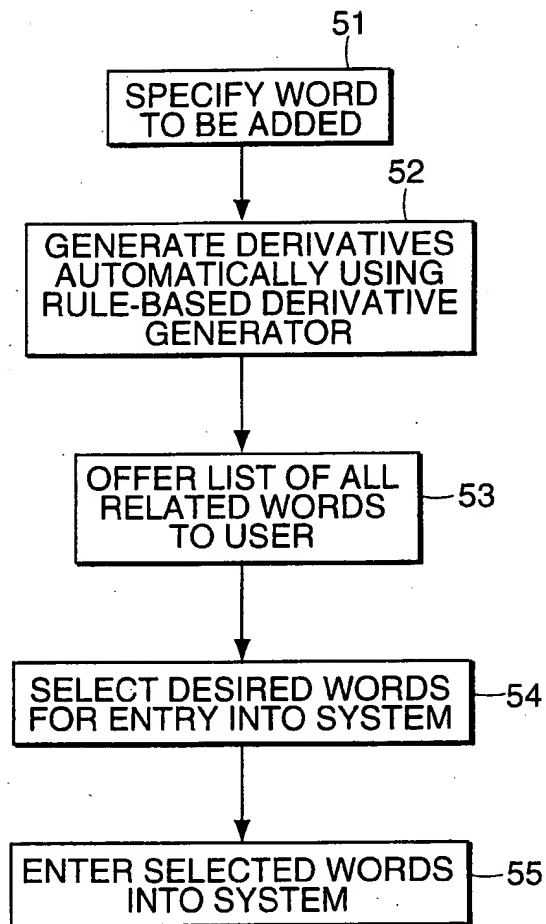 51
SPECIFY WORD
TO BE ADDED
52
GENERATE DERIVATIVES
AUTOMATICALLY USING
RULE-BASED DERIVATIVE
GENERATOR
OFFER LIST OF ALL
RELATED WORDS
TO USER
53
SELECT DESIRED WORDS
FOR ENTRY INTO SYSTEM
54
ENTER SELECTED WORDS
INTO SYSTEM
55